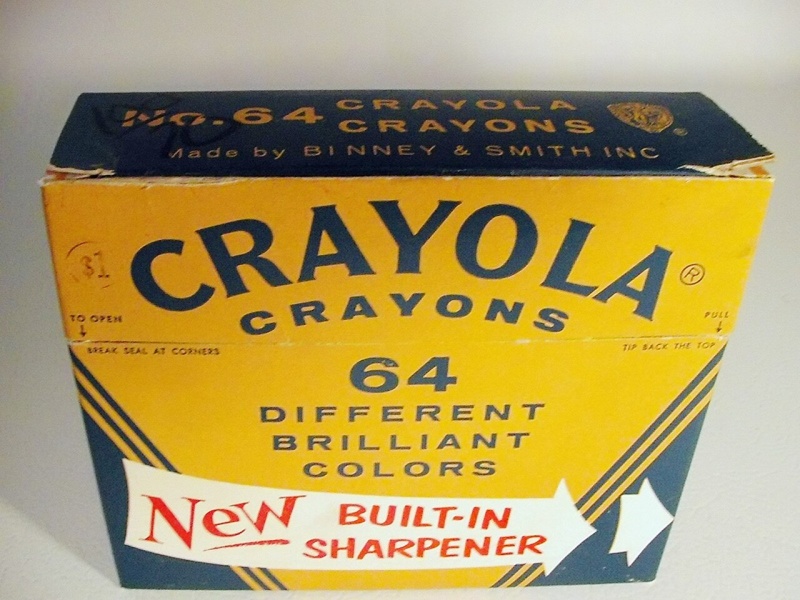 No. 64 CRAYOLA
CRAYONS ®
Made by BINNEY & SMITH INC
CRAYOLA ®
$1
CRAYONS
TO OPEN
PULL
BREAK SEAL AT CORNERS
TIP BACK THE TOP
64
DIFFERENT
BRILLIANT
COLORS
New BUILT-IN
SHARPENER